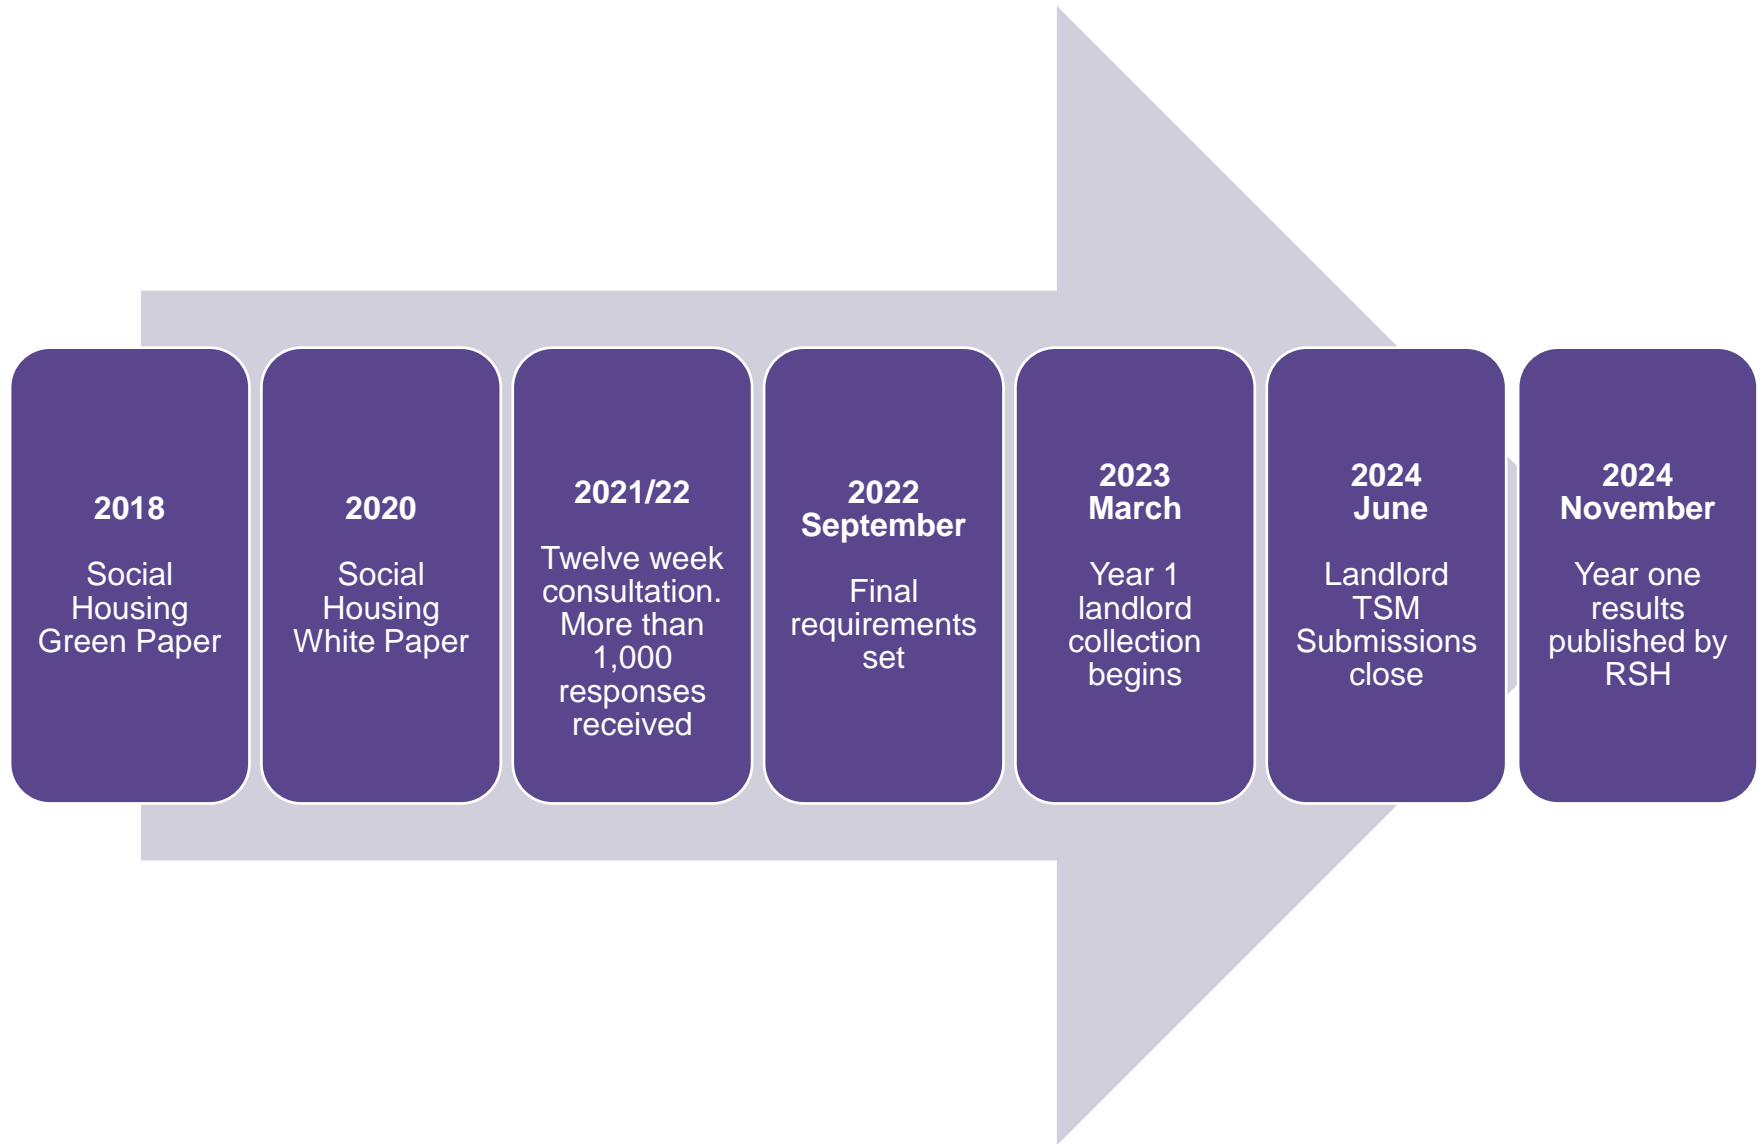 2018
Social
Housing
Green Paper
2020
Social
Housing
White Paper
2021/22
Twelve week
consultation.
More than
1,000
responses
received
2022
September
Final
requirements
set
2023
March
Year 1
landlord
collection
begins
2024
June
Landlord
TSM
Submissions
close
2024
November
Year one
results
published by
RSH